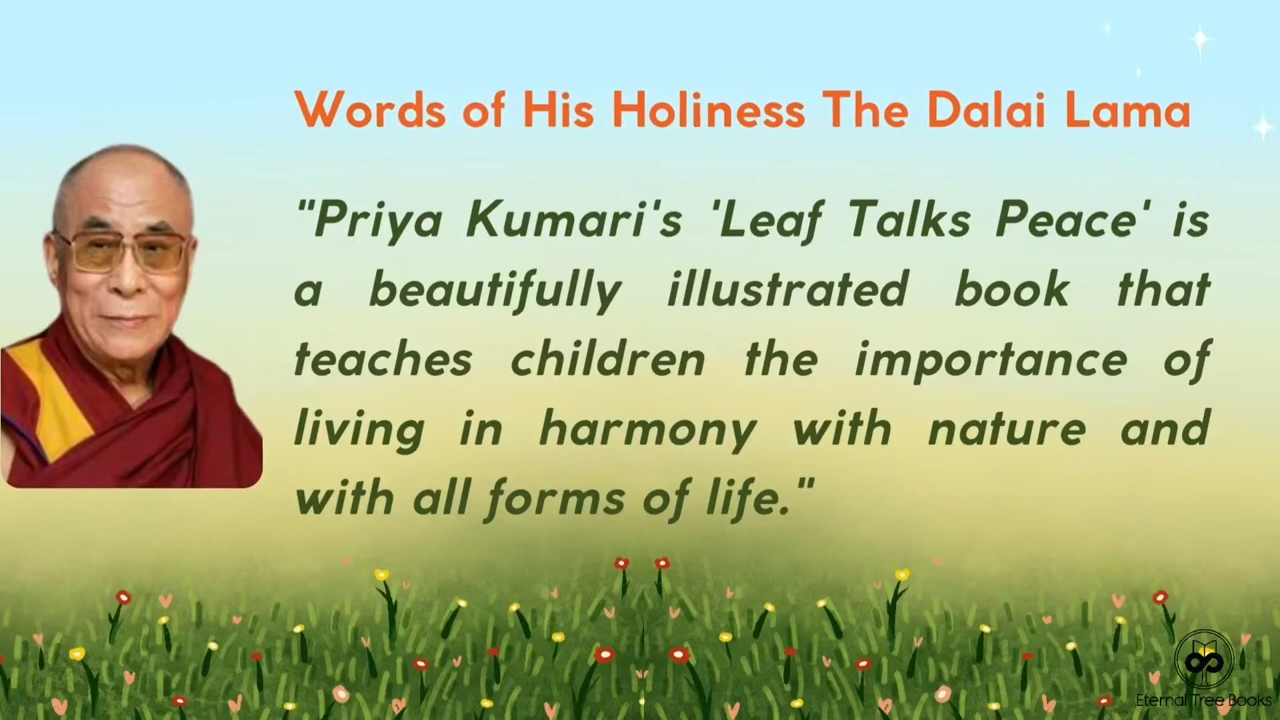 Words of His Holiness The Dalai Lama
"Priya Kumari's 'Leaf Talks Peace' is
a beautifully illustrated book that
teaches children the importance of
living in harmony with nature and
with all forms of life."
Eternal Tree Books